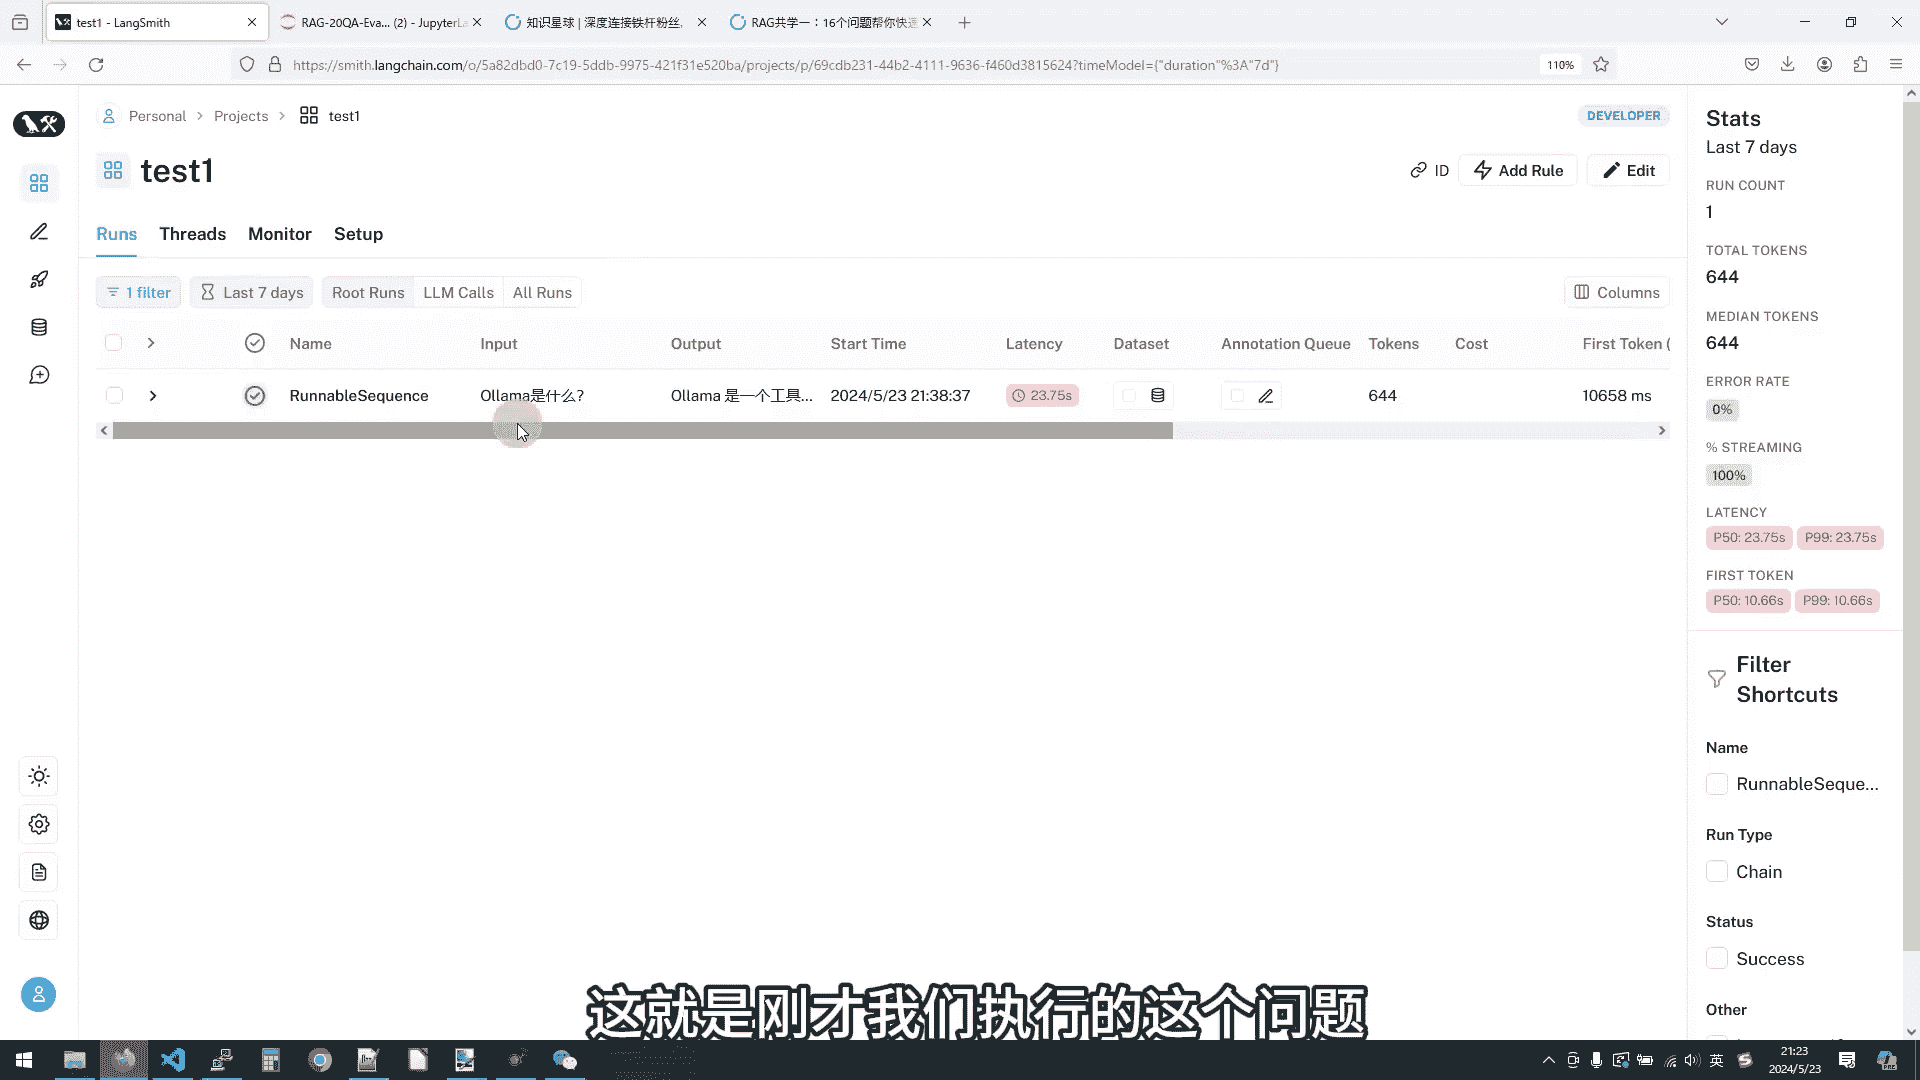 test1 - LangSmith
RAG-20QA-Eva... (2) - JupyterLa
知识星球 | 深度连接铁杆粉丝
RAG共学一：16个问题帮你快速
https://smith.langchain.com/o/5a82dbd0-7c19-5ddb-9975-421f31e520ba/projects/p/69cdb231-44b2-4111-9636-f460d3815624?timeModel={"duration"%3A"7d"}
110%
Personal
Projects
test1
DEVELOPER
test1
ID
Add Rule
Edit
Runs
Threads
Monitor
Setup
1 filter
Last 7 days
Root Runs
LLM Calls
All Runs
Columns
Name
Input
Output
Start Time
Latency
Dataset
Annotation Queue
Tokens
Cost
First Token (
RunnableSequence
Ollama是什么?
Ollama 是一个工具...
2024/5/23 21:38:37
23.75s
644
10658 ms
Stats
Last 7 days
RUN COUNT
1
TOTAL TOKENS
644
MEDIAN TOKENS
644
ERROR RATE
0%
% STREAMING
100%
LATENCY
P50: 23.75s
P99: 23.75s
FIRST TOKEN
P50: 10.66s
P99: 10.66s
Filter
Shortcuts
Name
RunnableSeque...
Run Type
Chain
Status
Success
Other
这就是刚才我们执行的这个问题
英
21:23
2024/5/23